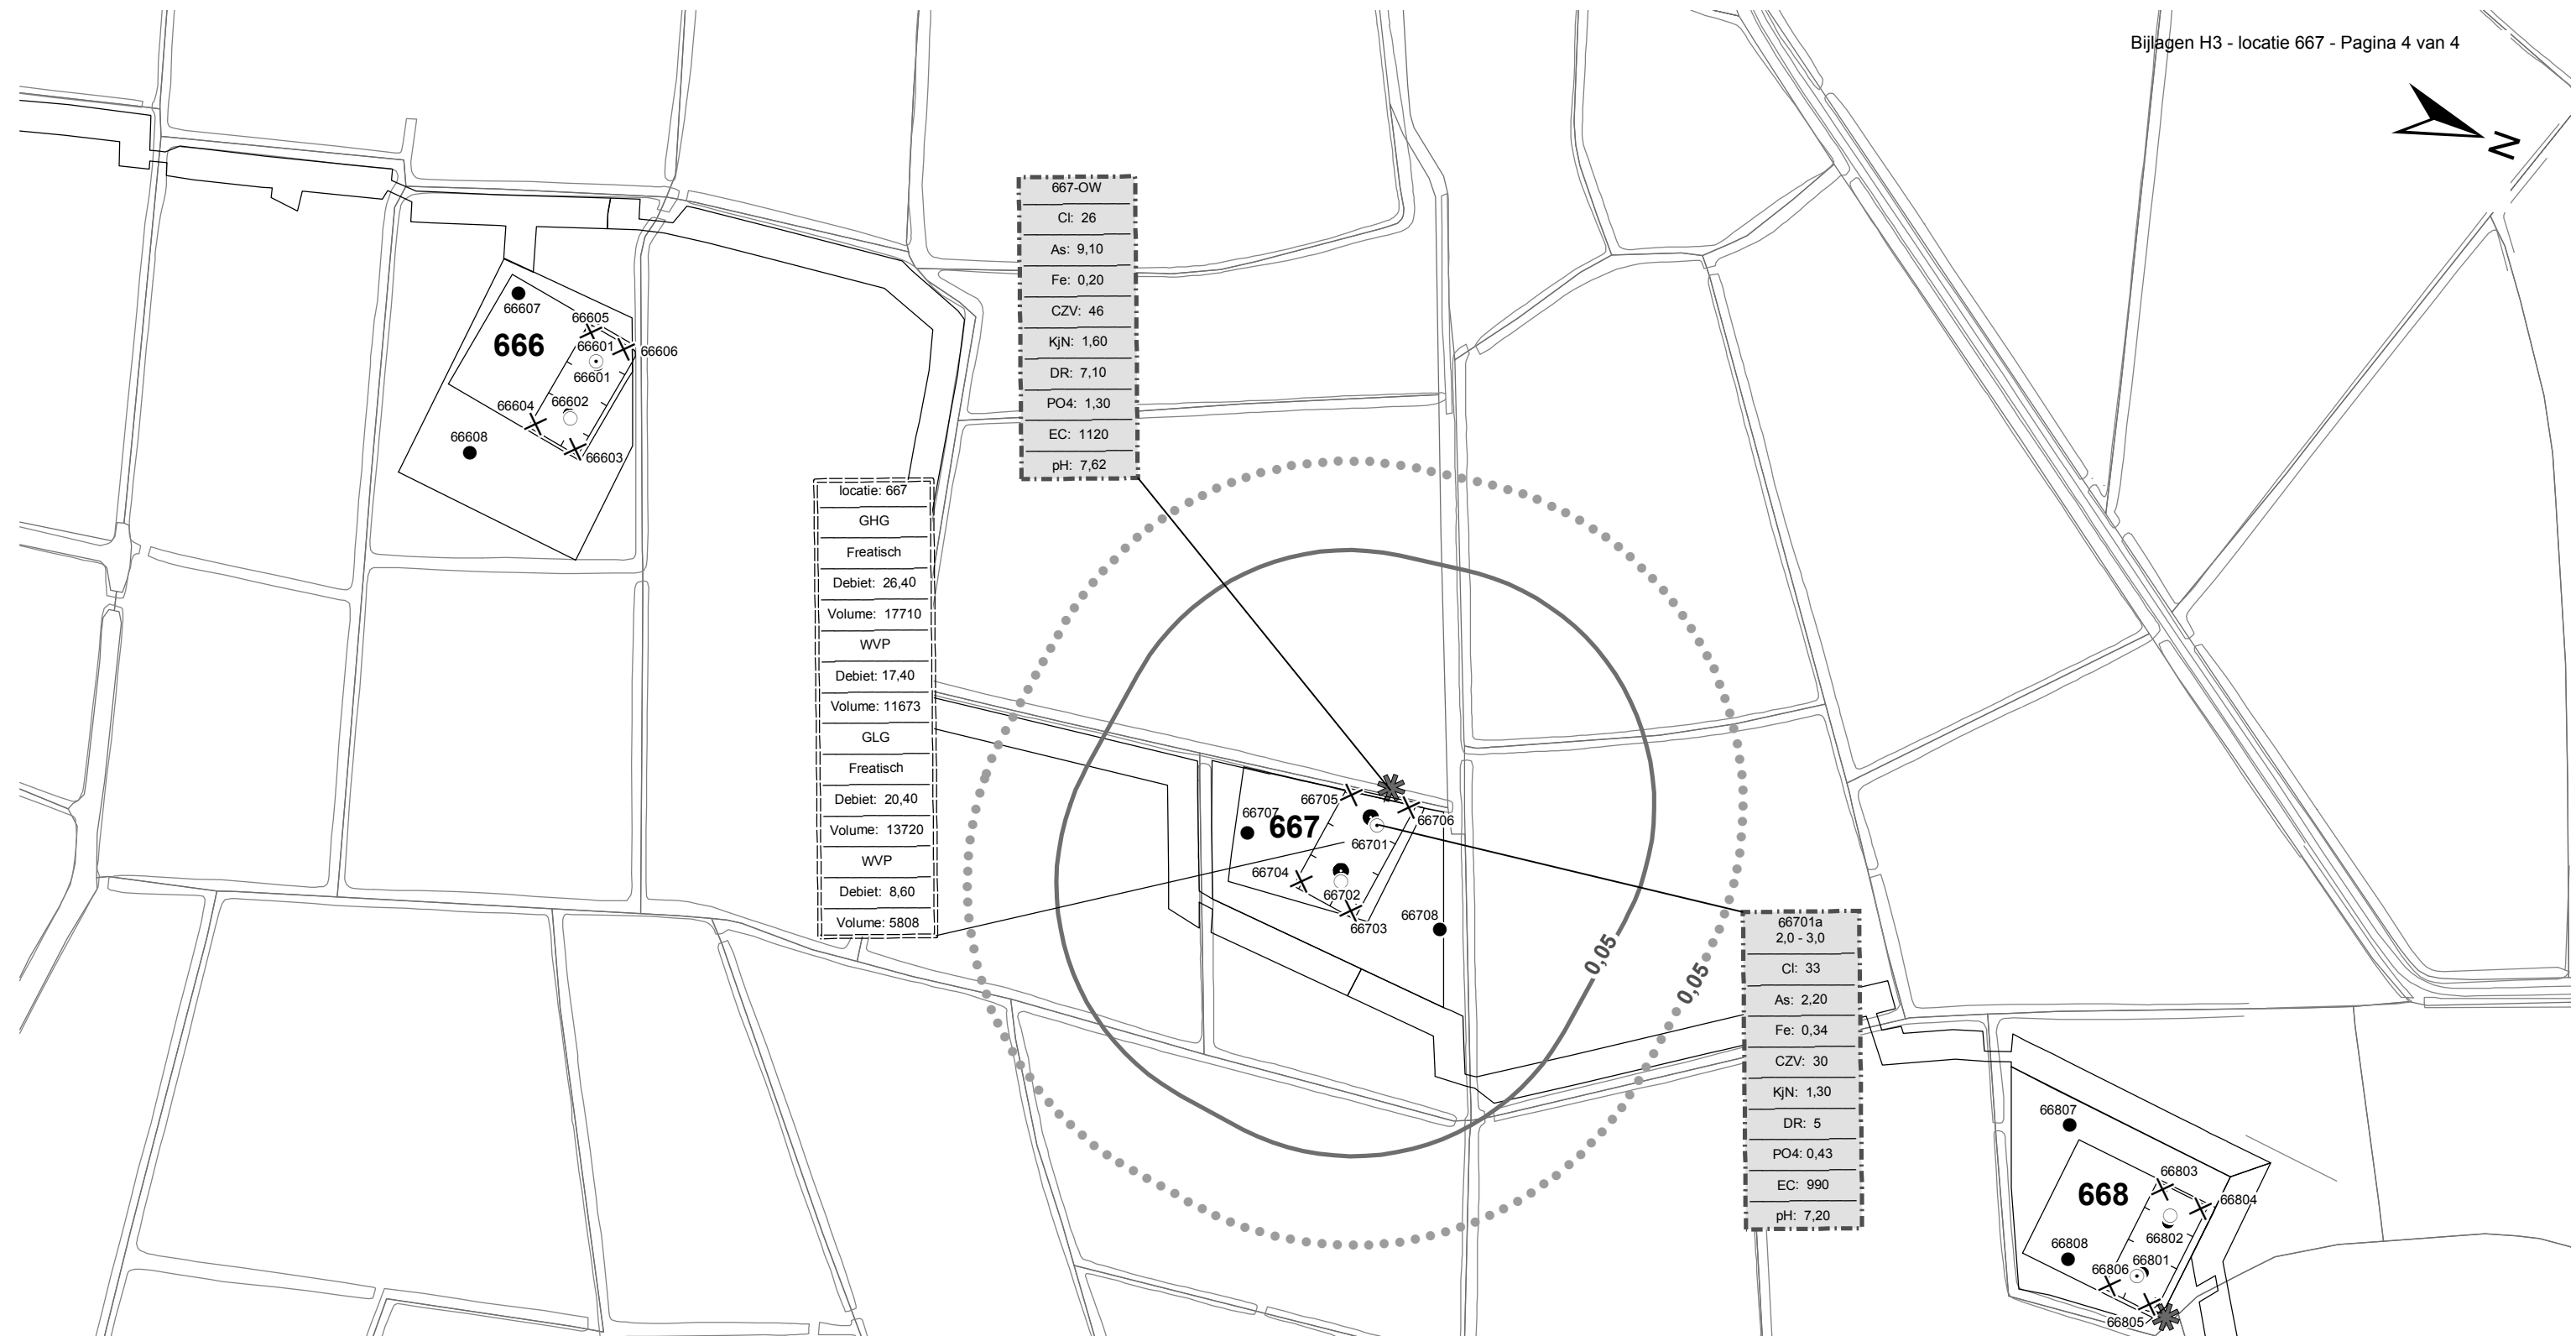 Bijlagen H3 - locatie 667 - Pagina 4 van 4
N
667-OW
Cl: 26
As: 9,10
Fe: 0,20
CZV: 46
KjN: 1,60
DR: 7,10
PO4: 1,30
EC: 1120
pH: 7,62
66607
66605
666
66601
66606
66601
66604
66602
66608
66603
locatie: 667
GHG
Freatisch
Debiet: 26,40
Volume: 17710
WVP
Debiet: 17,40
Volume: 11673
GLG
Freatisch
Debiet: 20,40
Volume: 13720
WVP
Debiet: 8,60
Volume: 5808
66705
66707
667
66706
66701
66704
66702
66708
66703
0,05
0,05
66701a
2,0 - 3,0
Cl: 33
As: 2,20
Fe: 0,34
CZV: 30
KjN: 1,30
DR: 5
PO4: 0,43
EC: 990
pH: 7,20
66807
66803
668
66804
66802
66808
66801
66806
66805